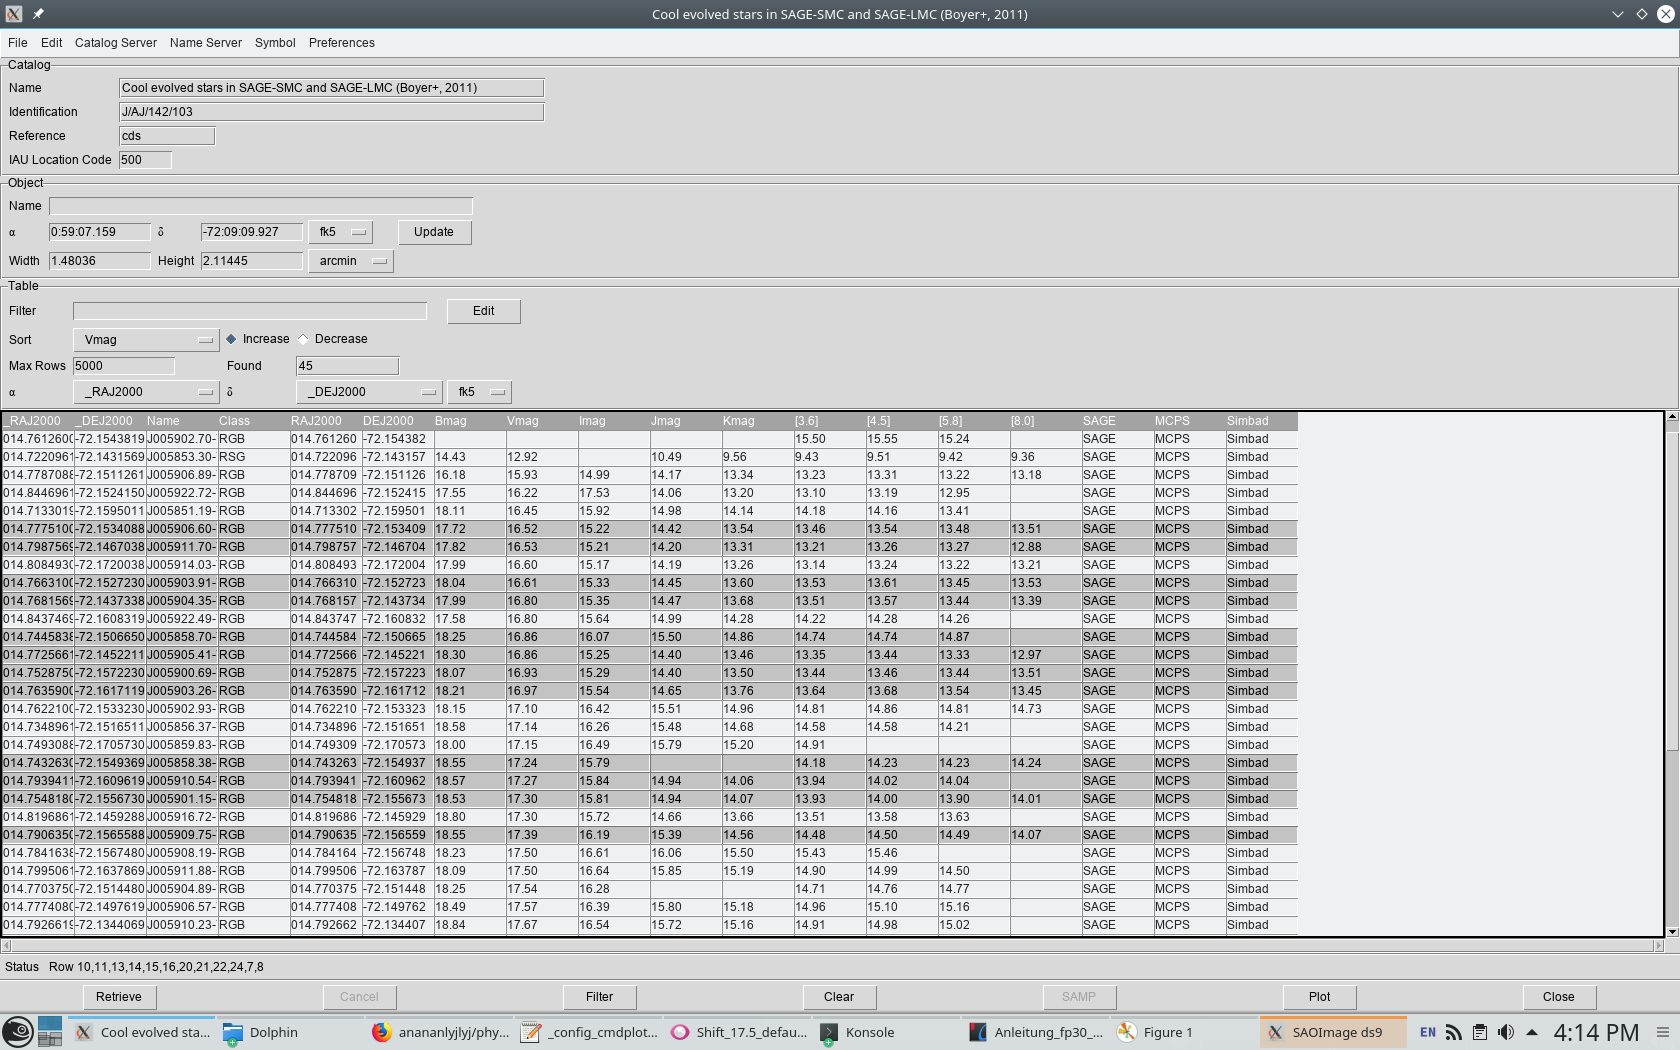 Cool evolved stars in SAGE-SMC and SAGE-LMC (Boyer+, 2011)
File Edit Catalog Server Name Server Symbol Preferences
Catalog
Name Cool evolved stars in SAGE-SMC and SAGE-LMC (Boyer+, 2011)
Identification J/AJ/142/103
Reference cds
IAU Location Code 500
Object
Name
α 0:59:07.159 δ -72:09:09.927 fk5 Update
Width 1.48036 Height 2.11445 arcmin
Table
Filter Edit
Sort Vmag Increase Decrease
Max Rows 5000 Found 45
α _RAJ2000 δ _DEJ2000 fk5
_RAJ2000 _DEJ2000 Name Class RAJ2000 DEJ2000 Bmag Vmag Imag Jmag Kmag [3.6] [4.5] [5.8] [8.0] SAGE MCPS Simbad
014.7612600 -72.1543819 J005902.70- RGB 014.761260 -72.154382 15.50 15.55 15.24 SAGE MCPS Simbad
014.7220961 -72.1431569 J005853.30- RSG 014.722096 -72.143157 14.43 12.92 10.49 9.56 9.43 9.51 9.42 9.36 SAGE MCPS Simbad
014.7787088 -72.1511261 J005906.89- RGB 014.778709 -72.151126 16.18 15.93 14.99 14.17 13.34 13.23 13.31 13.22 13.18 SAGE MCPS Simbad
014.8446961 -72.1524150 J005922.72- RGB 014.844696 -72.152415 17.55 16.22 17.53 14.06 13.20 13.10 13.19 12.95 SAGE MCPS Simbad
014.7133019 -72.1595011 J005851.19- RGB 014.713302 -72.159501 18.11 16.45 15.92 14.98 14.14 14.18 14.16 13.41 SAGE MCPS Simbad
014.7775100 -72.1534088 J005906.60- RGB 014.777510 -72.153409 17.72 16.52 15.22 14.42 13.54 13.46 13.54 13.48 13.51 SAGE MCPS Simbad
014.7987569 -72.1467038 J005911.70- RGB 014.798757 -72.146704 17.82 16.53 15.21 14.20 13.31 13.21 13.26 13.27 12.88 SAGE MCPS Simbad
014.8084930 -72.1720038 J005914.03- RGB 014.808493 -72.172004 17.99 16.60 15.17 14.19 13.26 13.14 13.24 13.22 13.21 SAGE MCPS Simbad
014.7663100 -72.1527230 J005903.91- RGB 014.766310 -72.152723 18.04 16.61 15.33 14.45 13.60 13.53 13.61 13.45 13.53 SAGE MCPS Simbad
014.7681569 -72.1437338 J005904.35- RGB 014.768157 -72.143734 17.99 16.80 15.35 14.47 13.68 13.51 13.57 13.44 13.39 SAGE MCPS Simbad
014.8437469 -72.1608319 J005922.49- RGB 014.843747 -72.160832 17.58 16.80 15.64 14.99 14.28 14.22 14.28 14.26 SAGE MCPS Simbad
014.7445838 -72.1506650 J005858.70- RGB 014.744584 -72.150665 18.25 16.86 16.07 15.50 14.86 14.74 14.74 14.87 SAGE MCPS Simbad
014.7725661 -72.1452211 J005905.41- RGB 014.772566 -72.145221 18.30 16.86 15.25 14.40 13.46 13.35 13.44 13.33 12.97 SAGE MCPS Simbad
014.7528750 -72.1572230 J005900.69- RGB 014.752875 -72.157223 18.07 16.93 15.29 14.40 13.50 13.44 13.46 13.44 13.51 SAGE MCPS Simbad
014.7635900 -72.1617119 J005903.26- RGB 014.763590 -72.161712 18.21 16.97 15.54 14.65 13.76 13.64 13.68 13.54 13.45 SAGE MCPS Simbad
014.7622100 -72.1533230 J005902.93- RGB 014.762210 -72.153323 18.15 17.10 16.42 15.51 14.96 14.81 14.86 14.81 14.73 SAGE MCPS Simbad
014.7348961 -72.1516511 J005856.37- RGB 014.734896 -72.151651 18.58 17.14 16.26 15.48 14.68 14.58 14.58 14.21 SAGE MCPS Simbad
014.7493088 -72.1705730 J005859.83- RGB 014.749309 -72.170573 18.00 17.15 16.49 15.79 15.20 14.91 SAGE MCPS Simbad
014.7432630 -72.1549369 J005858.38- RGB 014.743263 -72.154937 18.55 17.24 15.79 14.18 14.23 14.23 14.24 SAGE MCPS Simbad
014.7939411 -72.1609619 J005910.54- RGB 014.793941 -72.160962 18.57 17.27 15.84 14.94 14.06 13.94 14.02 14.04 SAGE MCPS Simbad
014.7548180 -72.1556730 J005901.15- RGB 014.754818 -72.155673 18.53 17.30 15.81 14.94 14.07 13.93 14.00 13.90 14.01 SAGE MCPS Simbad
014.8196861 -72.1459288 J005916.72- RGB 014.819686 -72.145929 18.80 17.30 15.72 14.66 13.66 13.51 13.58 13.63 SAGE MCPS Simbad
014.7906350 -72.1565588 J005909.75- RGB 014.790635 -72.156559 18.55 17.39 16.19 15.39 14.56 14.48 14.50 14.49 14.07 SAGE MCPS Simbad
014.7841638 -72.1567480 J005908.19- RGB 014.784164 -72.156748 18.23 17.50 16.61 16.06 15.50 15.43 15.46 SAGE MCPS Simbad
014.7995061 -72.1637869 J005911.88- RGB 014.799506 -72.163787 18.09 17.50 16.64 15.85 15.19 14.90 14.99 14.50 SAGE MCPS Simbad
014.7703750 -72.1514480 J005904.89- RGB 014.770375 -72.151448 18.25 17.54 16.28 14.71 14.76 14.77 SAGE MCPS Simbad
014.7774080 -72.1497619 J005906.57- RGB 014.777408 -72.149762 18.49 17.57 16.39 15.80 15.18 14.96 15.10 15.16 SAGE MCPS Simbad
014.7926619 -72.1344069 J005910.23- RGB 014.792662 -72.134407 18.84 17.67 16.54 15.72 15.16 14.91 14.98 15.02 SAGE MCPS Simbad
Status Row 10,11,13,14,15,16,20,21,22,24,7,8
Retrieve Cancel Filter Clear SAMP Plot Close
Cool evolved sta... Dolphin anananlyjlyj/phy... _config_cmdplot... Shift_17.5_defau... Konsole Anleitung_fp30_... Figure 1 SAOImage ds9 EN 4:14 PM